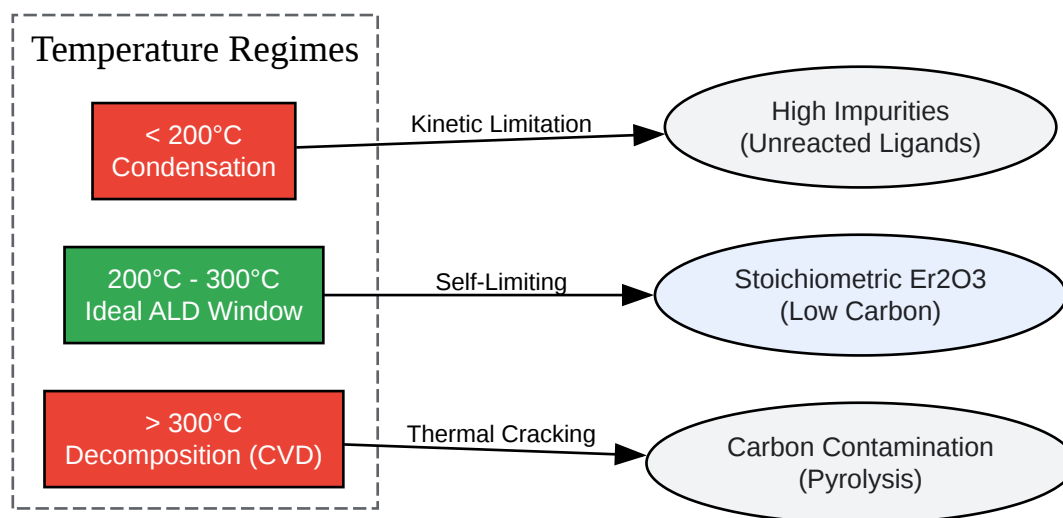 Temperature Regimes
< 200°C
Condensation
Kinetic Limitation
High Impurities
(Unreacted Ligands)
200°C - 300°C
Ideal ALD Window
Self-Limiting
Stoichiometric Er2O3
(Low Carbon)
> 300°C
Decomposition (CVD)
Thermal Cracking
Carbon Contamination
(Pyrolysis)